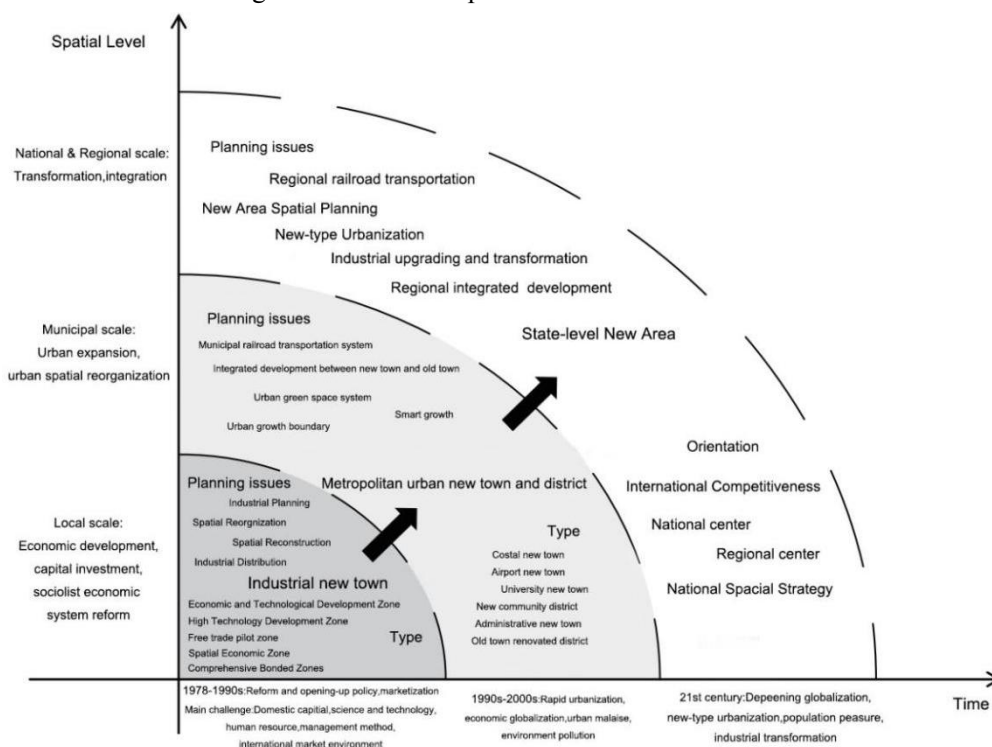 Spatial Level
National & Regional scale:
Transformation,integration
Planning issues
Regional railroad transportation
New Area Spatial Planning
New-type Urbanization
Industrial upgrading and transformation
Regional integrated development
State-level New Area
Orientation
International Competitiveness
National center
Regional center
National Spacial Strategy
Municipal scale:
Urban expansion,
urban spatial reorganization
Planning issues
Municipal railroad transportation system
Integrated development between new town and old town
Urban green space system
Smart growth
Urban growth boundary
Metropolitan urban new town and district
Type
Costal new town
Airport new town
University new town
New community district
Administrative new town
Old town renovated district
Local scale:
Economic development,
capital investment,
sociolist economic
system reform
Planning issues
Industrial Planning
Spatial Reorgnization
Spatial Reconstruction
Industrial Distribution
Industrial new town
Economic and Technological Development Zone
High Technology Development Zone
Free trade pilot zone
Spatial Economic Zone
Comprehensive Bonded Zones
Type
1978-1990s:Reform and opening-up policy,marketization
Main challenge:Domestic capitial,science and technology,
human resource,management method,
international market environment
1990s-2000s:Rapid urbanization,
economic globalization,urban malaise,
environment pollution
21st century:Depeening globalization,
new-type urbanization,population peasure,
industrial transformation
Time